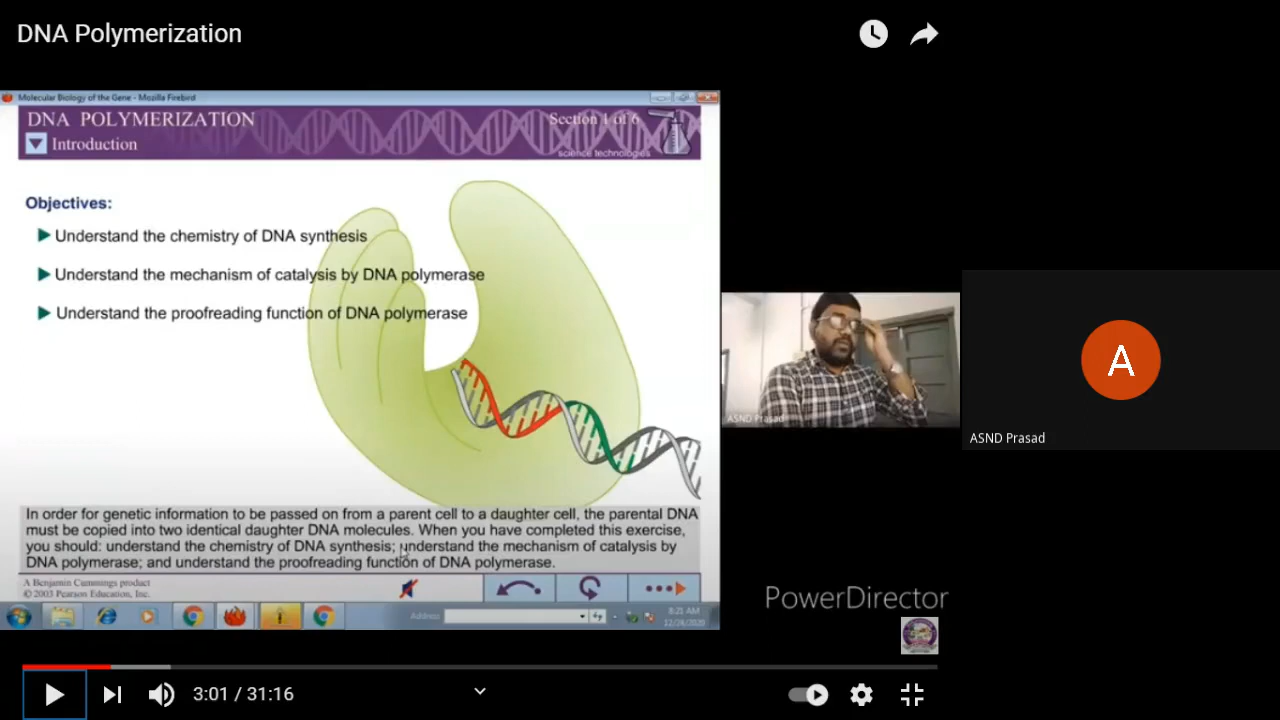 DNA Polymerization
Molecular Biology of the Gene - Mozilla Firebird
DNA POLYMERIZATION
Section 1 of 6
Introduction
science technologies
Objectives:
Understand the chemistry of DNA synthesis
Understand the mechanism of catalysis by DNA polymerase
Understand the proofreading function of DNA polymerase
In order for genetic information to be passed on from a parent cell to a daughter cell, the parental DNA
must be copied into two identical daughter DNA molecules. When you have completed this exercise,
you should: understand the chemistry of DNA synthesis; understand the mechanism of catalysis by
DNA polymerase; and understand the proofreading function of DNA polymerase.
A Benjamin Cummings product
© 2003 Pearson Education, Inc.
Address
8:21 AM
12/24/2020
ASND Prasad
A
ASND Prasad
PowerDirector
3:01 / 31:16